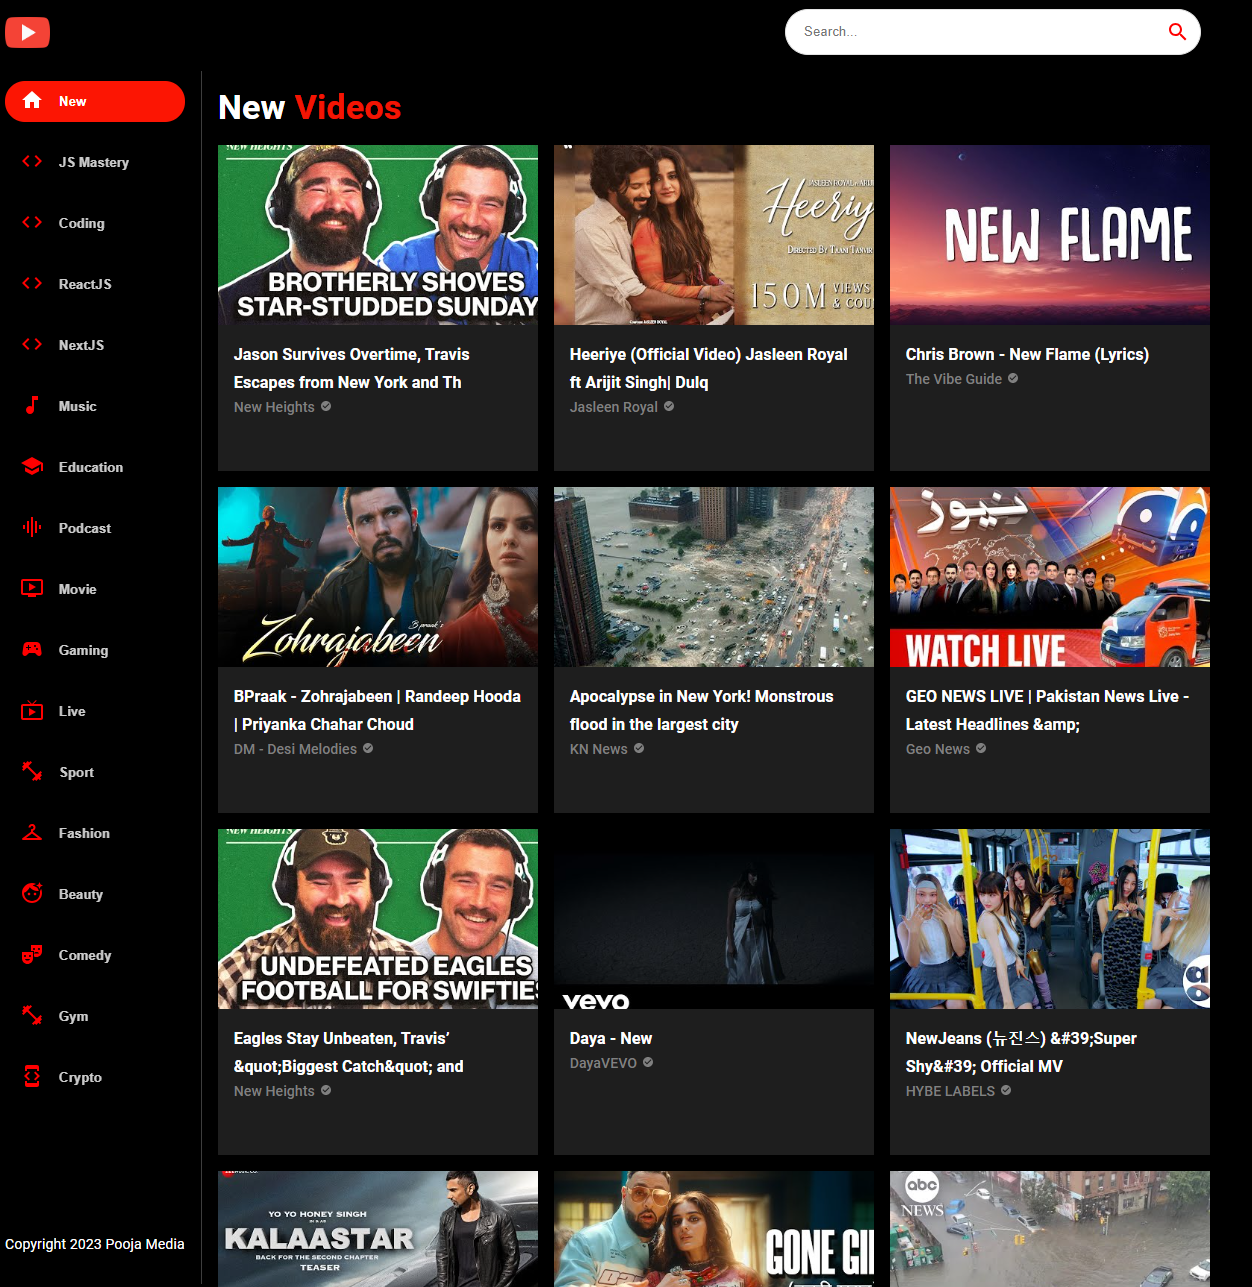 Search...
New
JS Mastery
Coding
ReactJS
NextJS
Music
Education
Podcast
Movie
Gaming
Live
Sport
Fashion
Beauty
Comedy
Gym
Crypto
Copyright 2023 Pooja Media
New Videos
NEW HEIGHTS
BROTHERLY SHOVES
STAR-STUDDED SUNDAY
Jason Survives Overtime, Travis
Escapes from New York and Th
New Heights
Heeriy
DIRECTED BY TAANI TANVIR
150M VIEWS
& COU
Heeriye (Official Video) Jasleen Royal
ft Arijit Singh| Dulq
Jasleen Royal
NEW FLAME
Chris Brown - New Flame (Lyrics)
The Vibe Guide
B praak's
Zohrajabeen
BPraak - Zohrajabeen | Randeep Hooda
| Priyanka Chahar Choud
DM - Desi Melodies
Apocalypse in New York! Monstrous
flood in the largest city
KN News
نیوز
WATCH LIVE
GEO NEWS LIVE | Pakistan News Live -
Latest Headlines &amp;
Geo News
NEW HEIGHTS
UNDEFEATED EAGLES
FOOTBALL FOR SWIFTIES
Eagles Stay Unbeaten, Travis’
&quot;Biggest Catch&quot; and
New Heights
vevo
Daya - New
DayaVEVO
NewJeans (뉴진스) &#39;Super
Shy&#39; Official MV
HYBE LABELS
YO YO HONEY SINGH
IS & AS
KALAASTAR
BACK FOR THE SECOND CHAPTER
TEASER
GONE GI
abc
NEWS